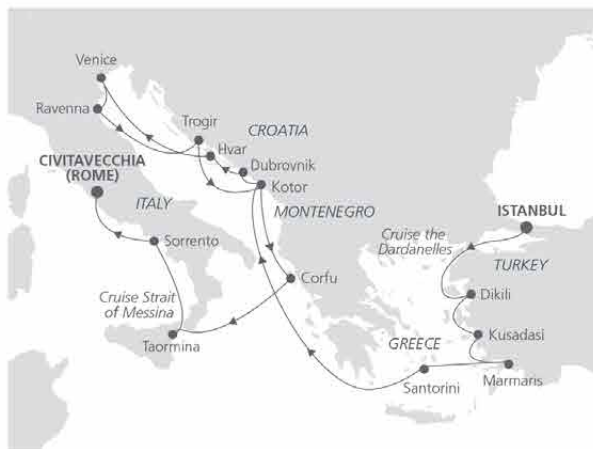 Venice
Ravenna
Trogir
CROATIA
Hvar
Dubrovnik
CIVITAVECCHIA
(ROME)
Kotor
ITALY
MONTENEGRO
ISTANBUL
Sorrento
Cruise the
Dardanelles
TURKEY
Corfu
Dikili
Cruise Strait
of Messina
Taormina
GREECE
Kusadasi
Santorini
Marmaris